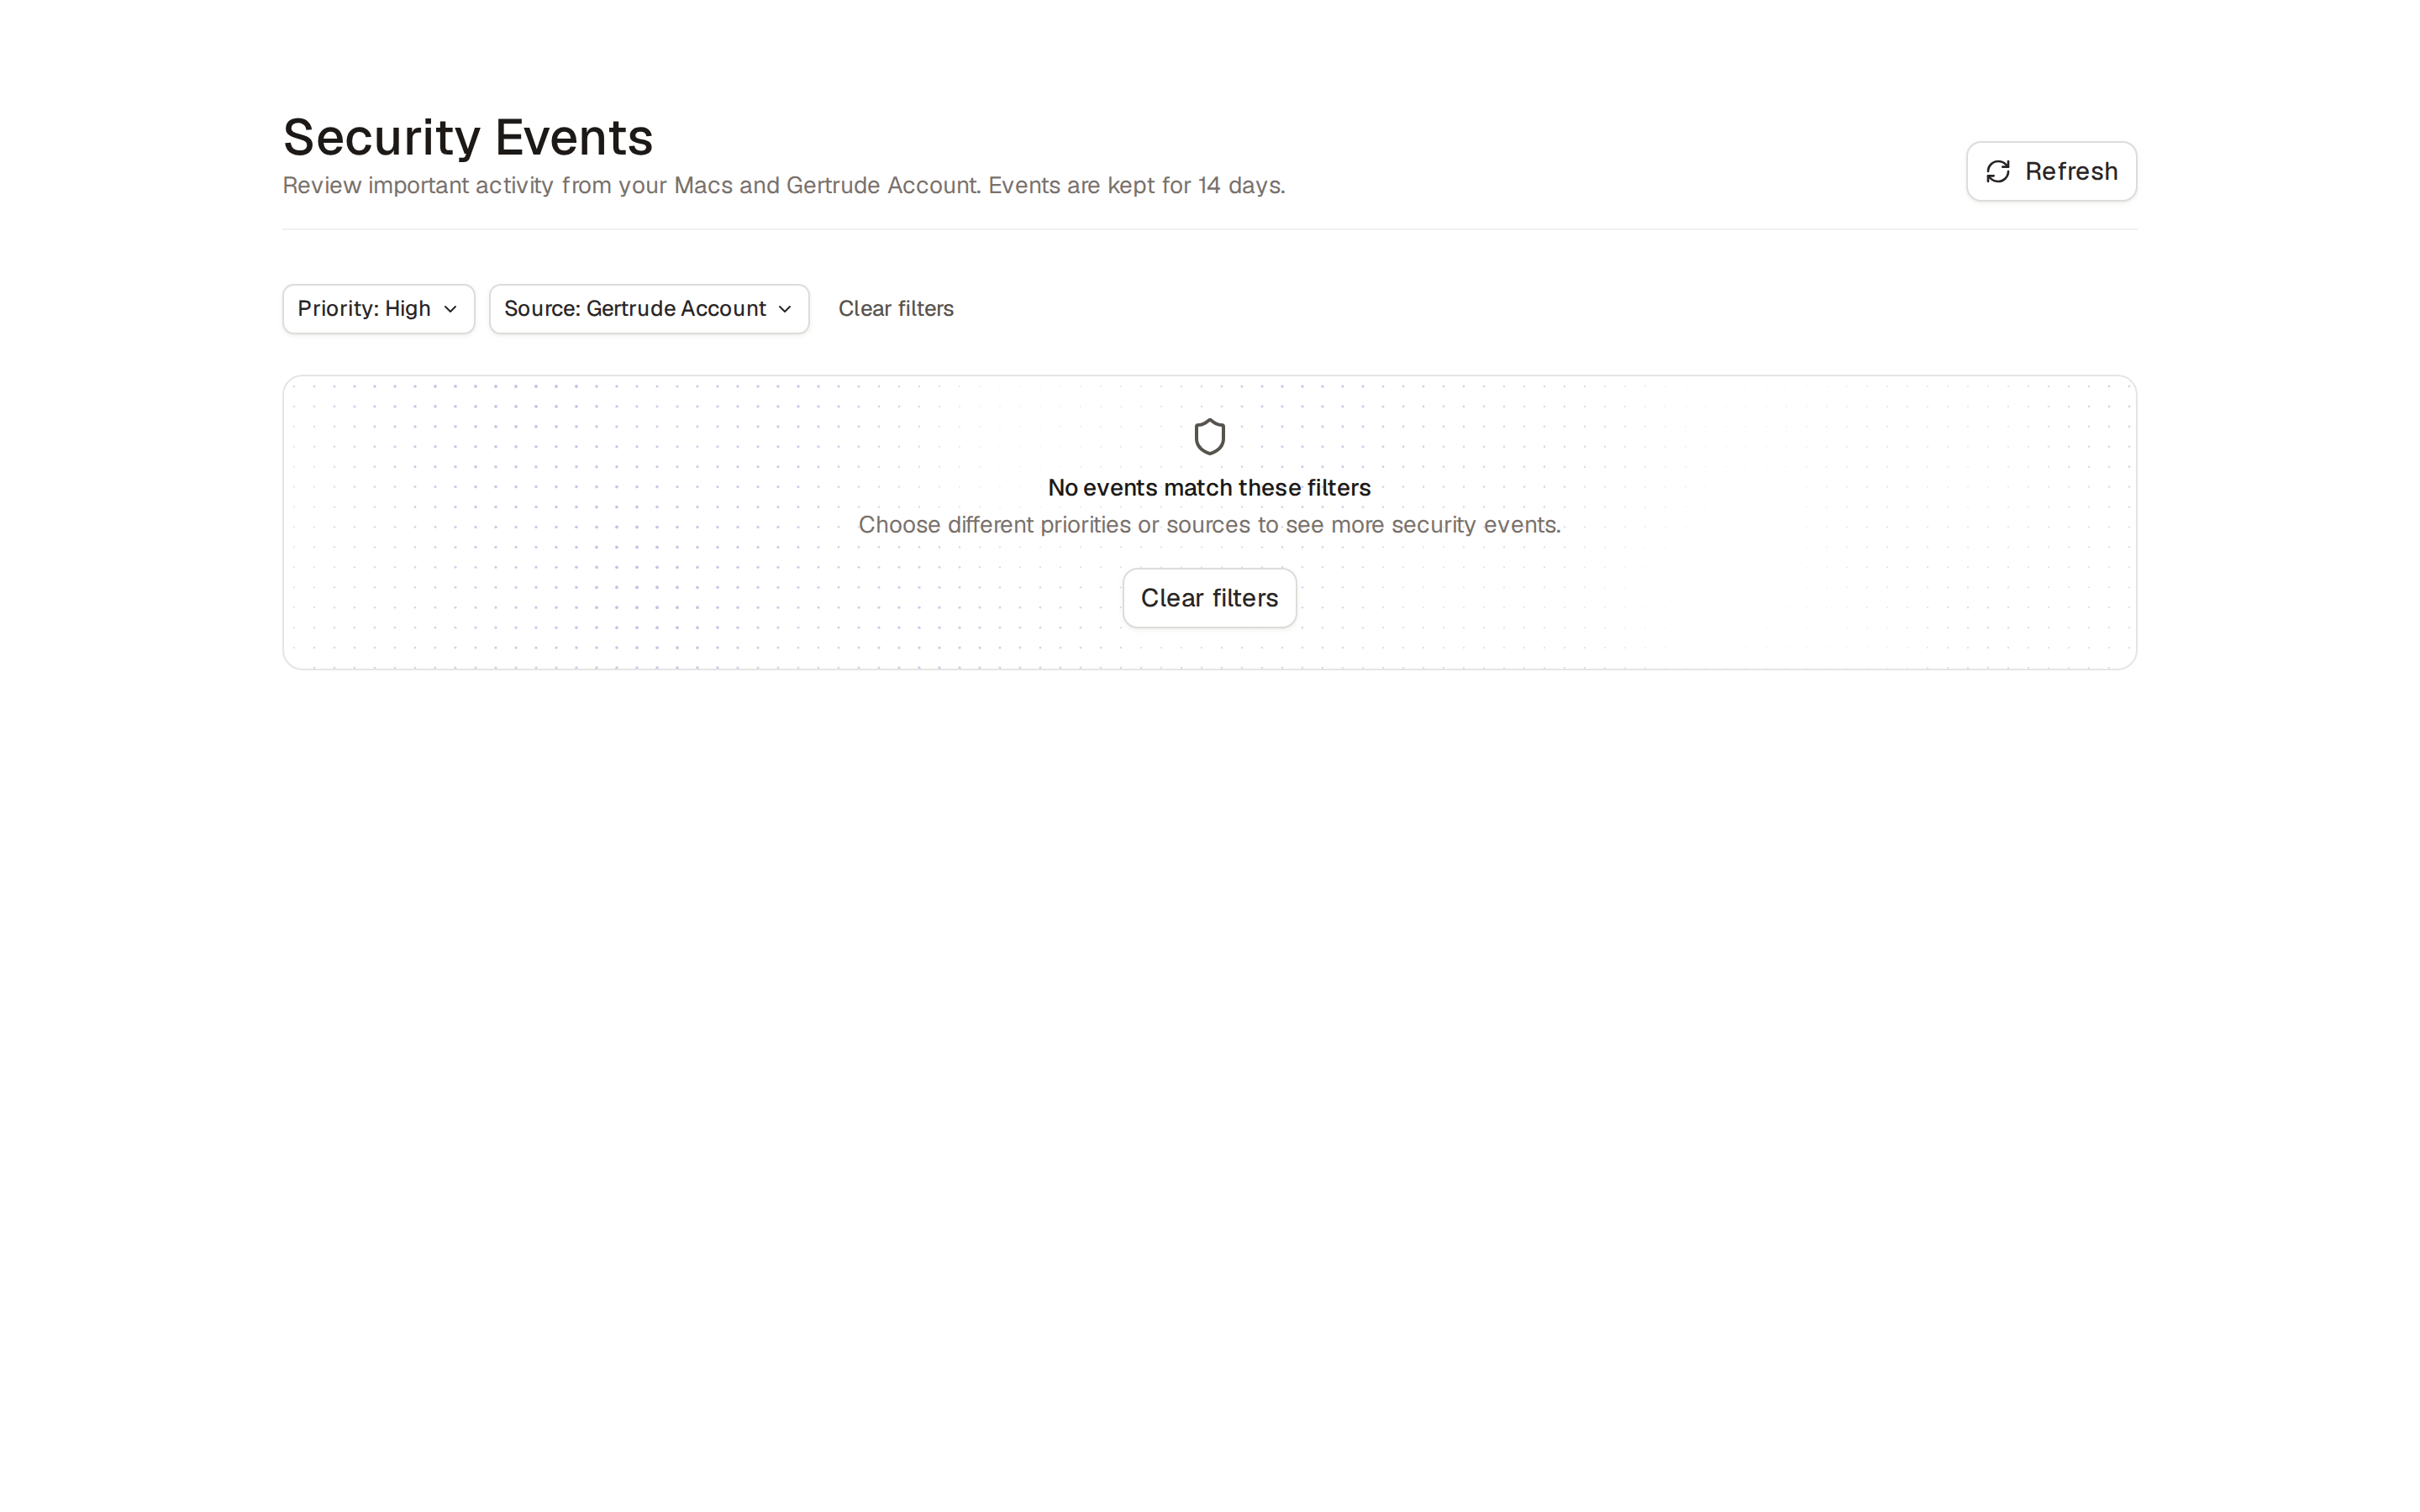 Security Events
Review important activity from your Macs and Gertrude Account. Events are kept for 14 days.
Refresh
Priority: High
Source: Gertrude Account
Clear filters
No events match these filters
Choose different priorities or sources to see more security events.
Clear filters